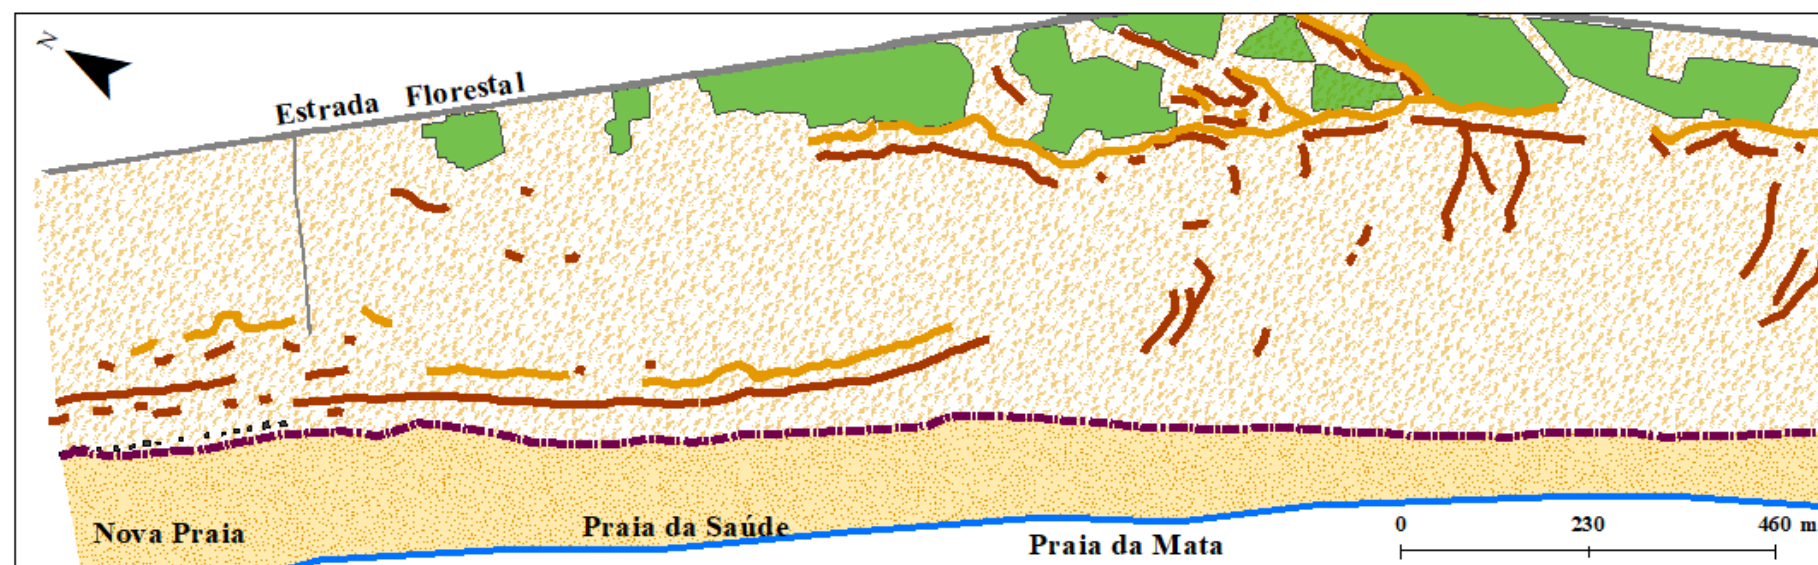 N
Estrada Florestal
Nova Praia
Praia da Saúde
Praia da Mata
0 230 460 m